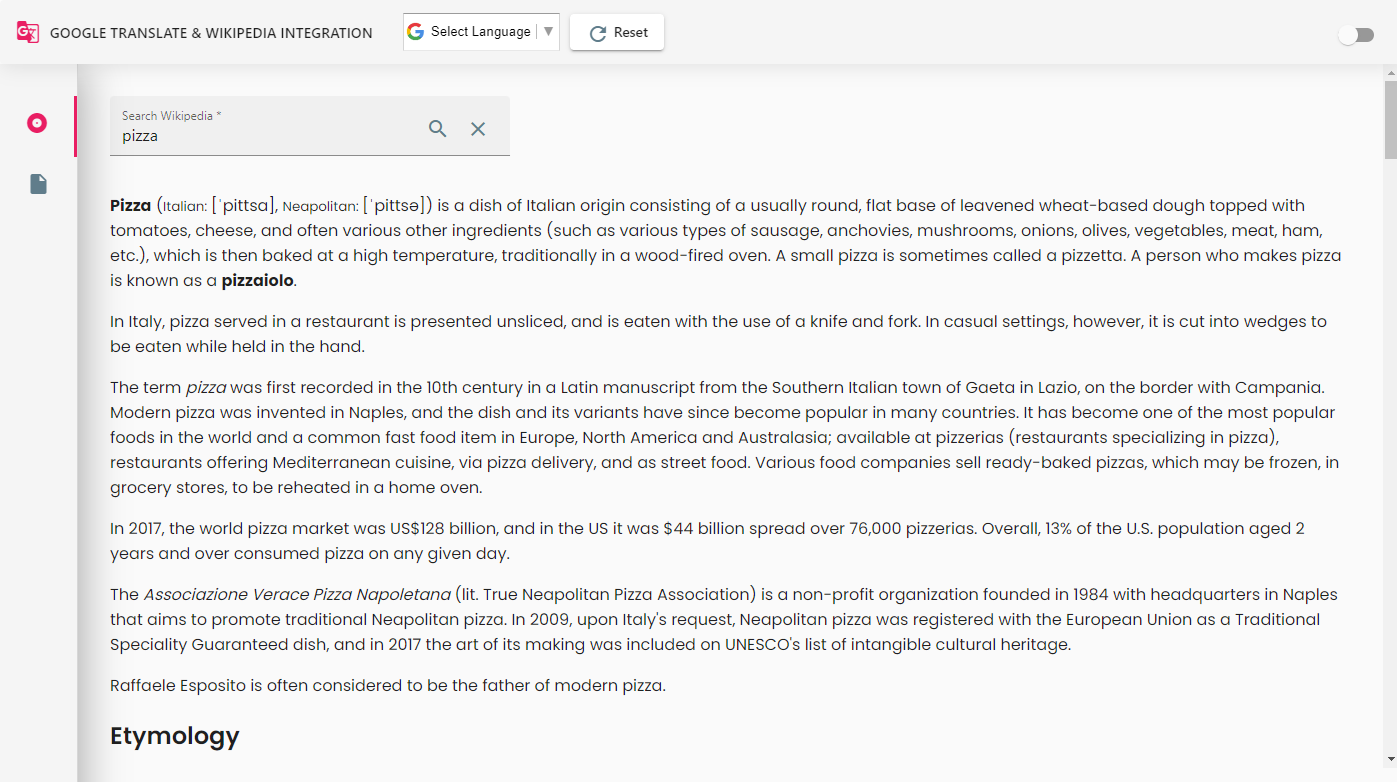 GOOGLE TRANSLATE & WIKIPEDIA INTEGRATION
Select Language ▼
Reset
Search Wikipedia *
pizza
Pizza (Italian: [ˈpittsa], Neapolitan: [ˈpittsə]) is a dish of Italian origin consisting of a usually round, flat base of leavened wheat-based dough topped with
tomatoes, cheese, and often various other ingredients (such as various types of sausage, anchovies, mushrooms, onions, olives, vegetables, meat, ham,
etc.), which is then baked at a high temperature, traditionally in a wood-fired oven. A small pizza is sometimes called a pizzetta. A person who makes pizza
is known as a pizzaiolo.
In Italy, pizza served in a restaurant is presented unsliced, and is eaten with the use of a knife and fork. In casual settings, however, it is cut into wedges to
be eaten while held in the hand.
The term pizza was first recorded in the 10th century in a Latin manuscript from the Southern Italian town of Gaeta in Lazio, on the border with Campania.
Modern pizza was invented in Naples, and the dish and its variants have since become popular in many countries. It has become one of the most popular
foods in the world and a common fast food item in Europe, North America and Australasia; available at pizzerias (restaurants specializing in pizza),
restaurants offering Mediterranean cuisine, via pizza delivery, and as street food. Various food companies sell ready-baked pizzas, which may be frozen, in
grocery stores, to be reheated in a home oven.
In 2017, the world pizza market was US$128 billion, and in the US it was $44 billion spread over 76,000 pizzerias. Overall, 13% of the U.S. population aged 2
years and over consumed pizza on any given day.
The Associazione Verace Pizza Napoletana (lit. True Neapolitan Pizza Association) is a non-profit organization founded in 1984 with headquarters in Naples
that aims to promote traditional Neapolitan pizza. In 2009, upon Italy's request, Neapolitan pizza was registered with the European Union as a Traditional
Speciality Guaranteed dish, and in 2017 the art of its making was included on UNESCO's list of intangible cultural heritage.
Raffaele Esposito is often considered to be the father of modern pizza.
Etymology